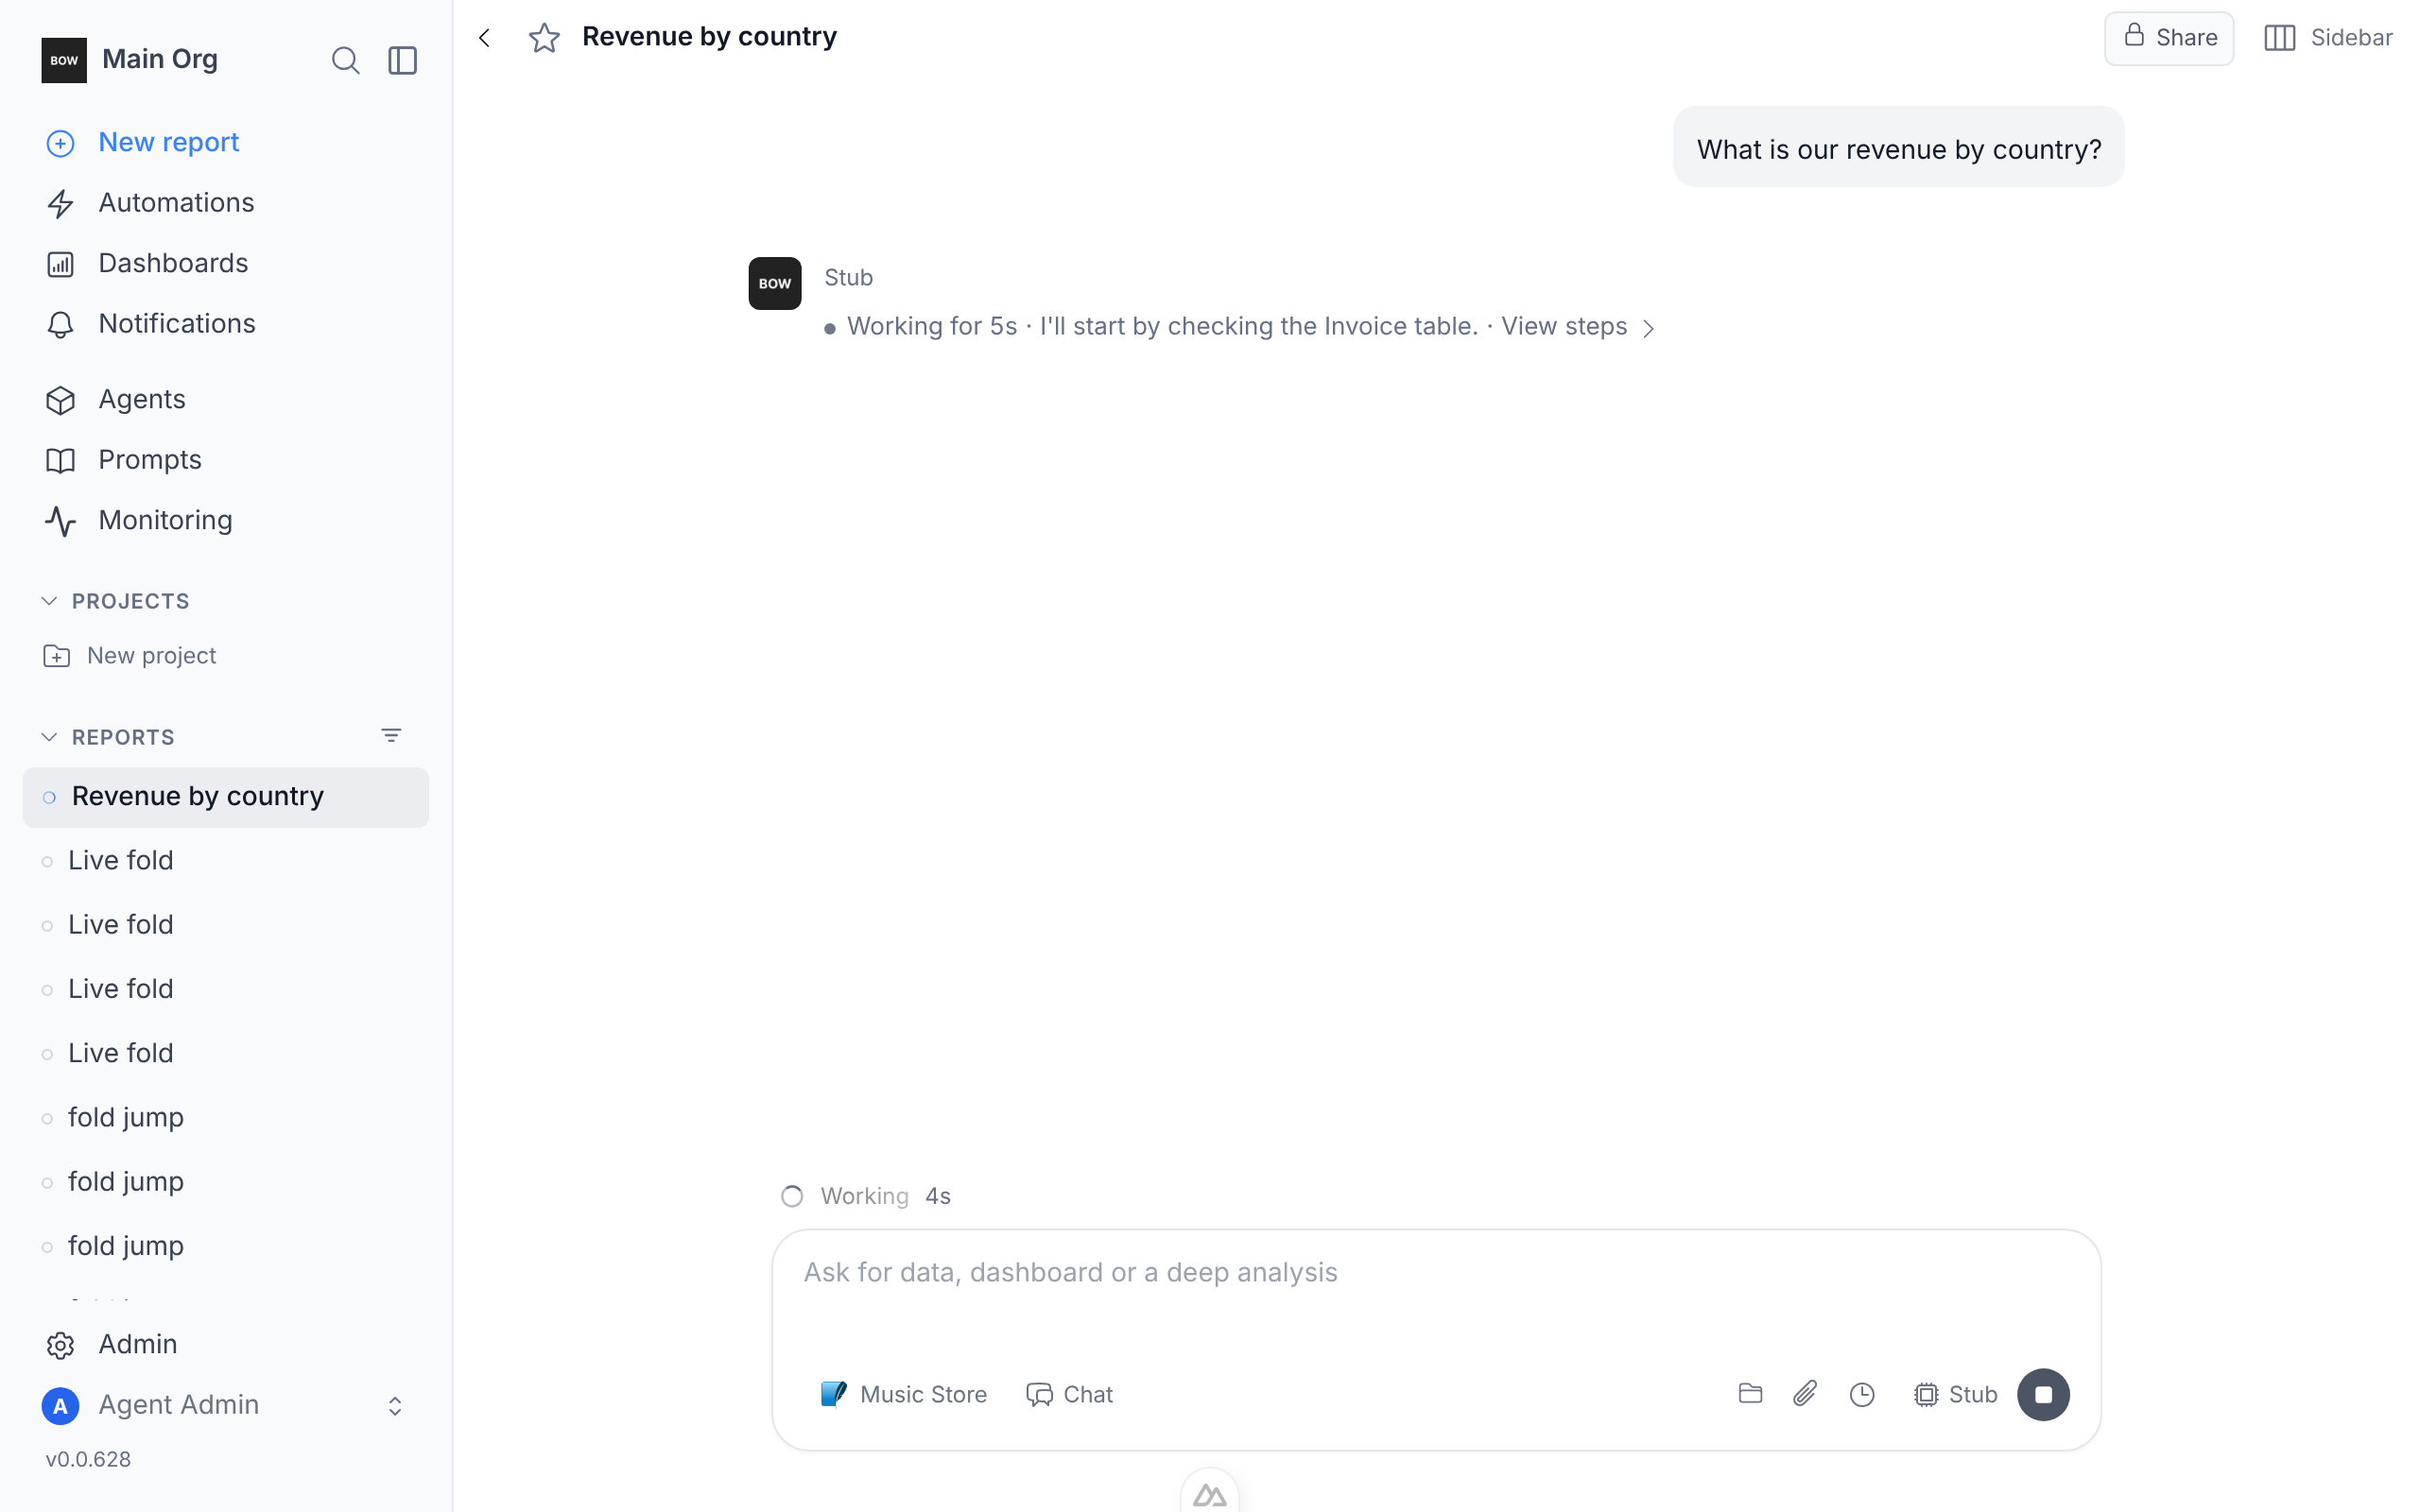 BOW Main Org
New report
Automations
Dashboards
Notifications
Agents
Prompts
Monitoring
PROJECTS
New project
REPORTS
Revenue by country
Live fold
Live fold
Live fold
Live fold
fold jump
fold jump
fold jump
Admin
A Agent Admin
v0.0.628
Revenue by country
Share
Sidebar
What is our revenue by country?
BOW
Stub
Working for 5s · I'll start by checking the Invoice table. · View steps
Working 4s
Ask for data, dashboard or a deep analysis
Music Store
Chat
Stub